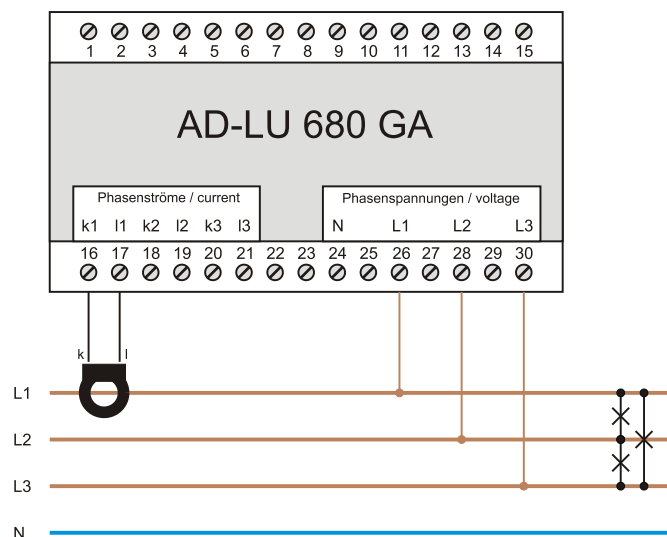 1 2 3 4 5 6 7 8 9 10 11 12 13 14 15
AD-LU 680 GA
Phasenströme / current
k1 l1 k2 l2 k3 l3
Phasenspannungen / voltage
N L1 L2 L3
16 17 18 19 20 21 22 23 24 25 26 27 28 29 30
k l
L1
L2
L3
N